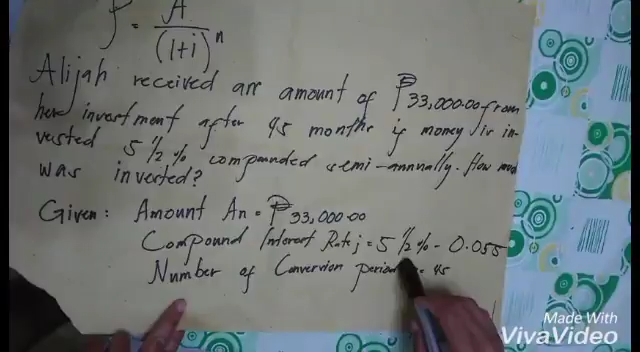 P = A
(1+i)ⁿ
Alijah received an amount of ₱33,000.00 from
her investment after 45 months if money is in-
vested 5 1/2 % compounded semi-annually. How much
was invested?
Given: Amount An = ₱33,000.00
Compound Interest Rate j = 5 1/2 % - 0.055
Number of Conversion period = 45
Made With
VivaVideo